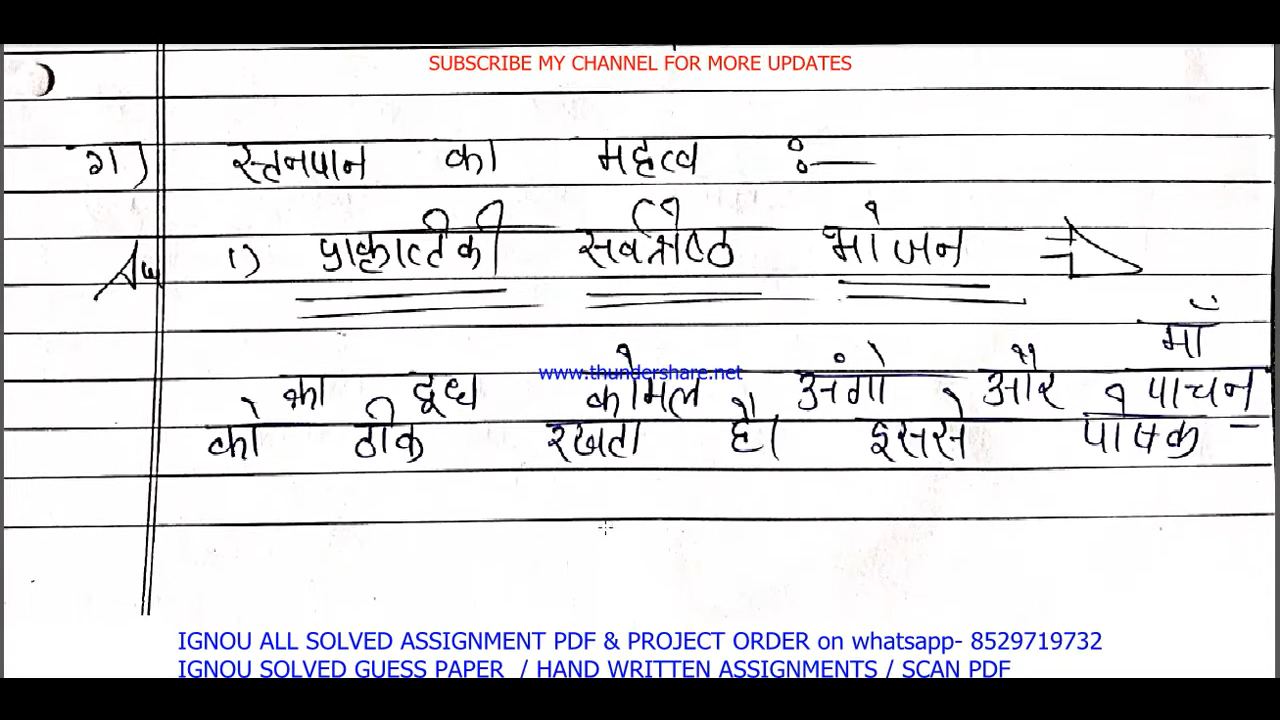 SUBSCRIBE MY CHANNEL FOR MORE UPDATES
ग) स्तनपान का महत्व :—
Ans 1) प्राकृतिकी सर्वश्रेष्ठ भोजन ⇒
माँ
का दूध कोमल अंगो और पाचन
www.thundershare.net
को ठीक रखता है। इससे पोषक -
IGNOU ALL SOLVED ASSIGNMENT PDF & PROJECT ORDER on whatsapp- 8529719732
IGNOU SOLVED GUESS PAPER / HAND WRITTEN ASSIGNMENTS / SCAN PDF